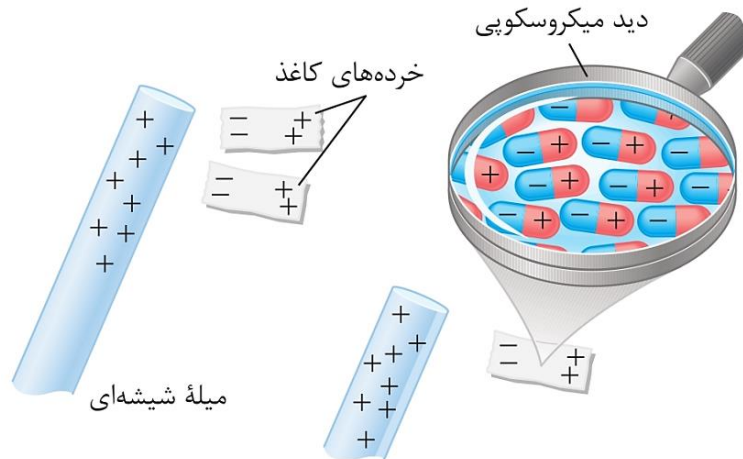 دید میکروسکوپی
خرده‌های کاغذ
میلهٔ شیشه‌ای